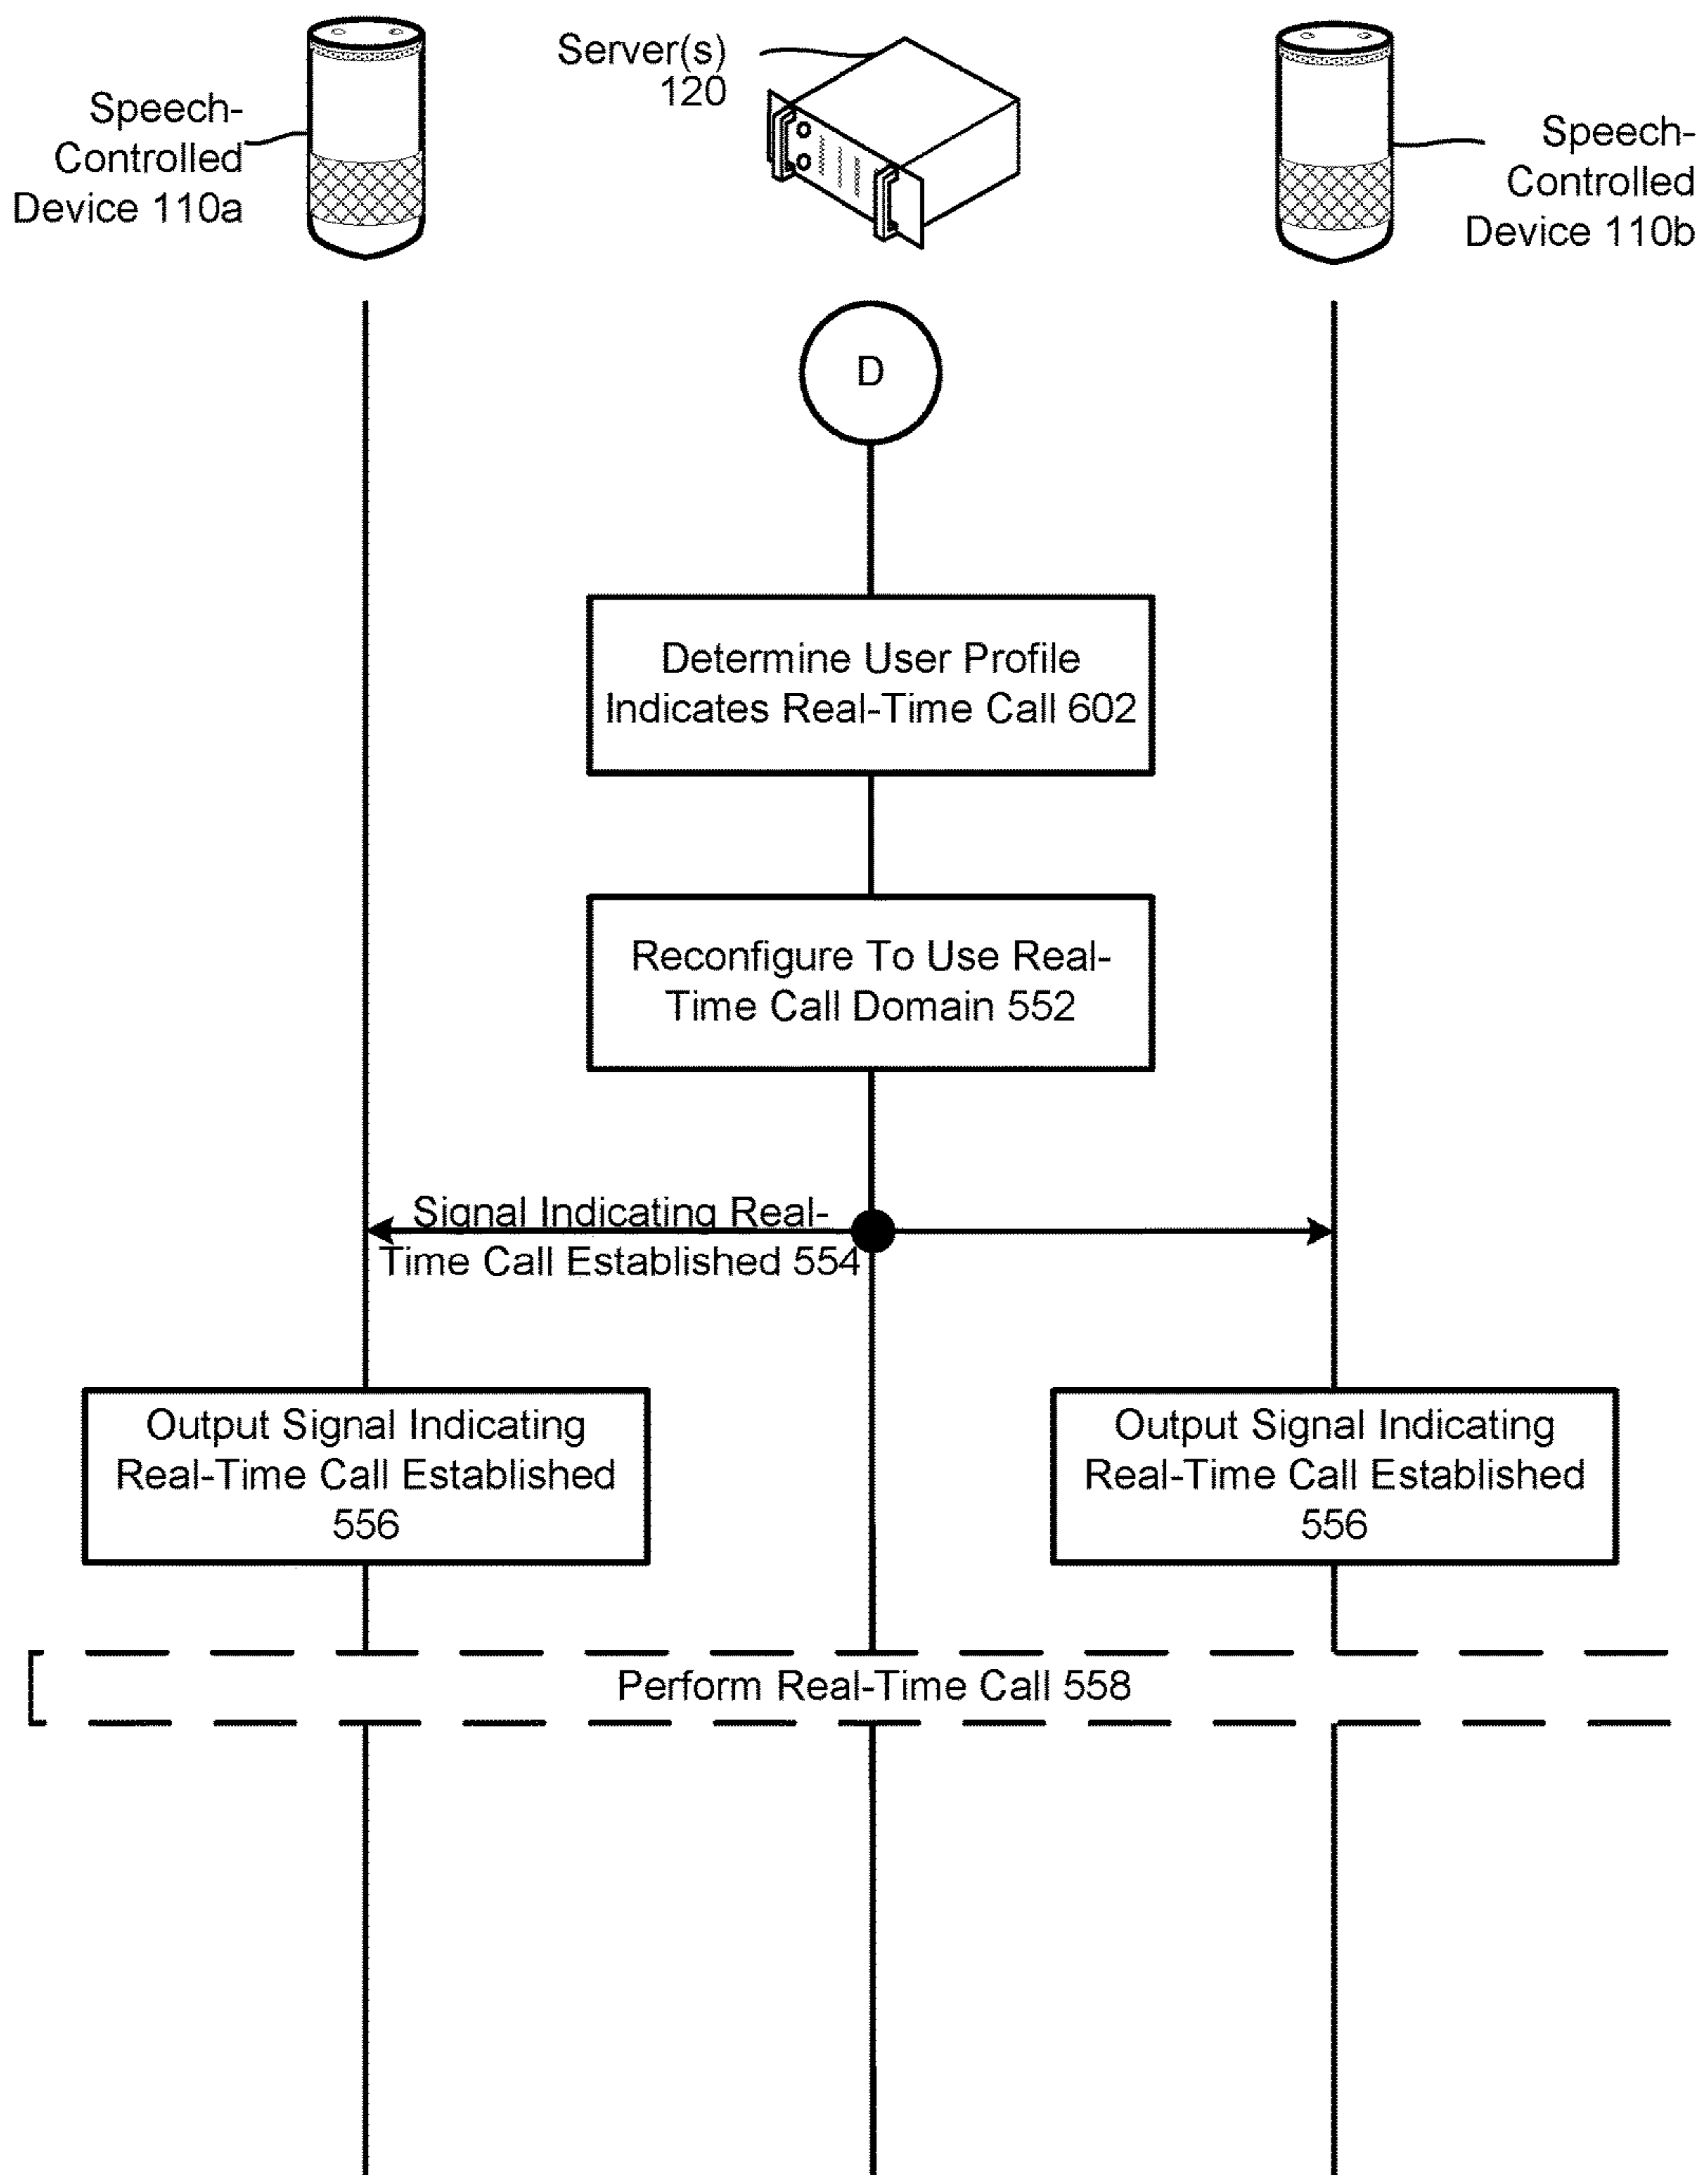 Speech-
Controlled
Device 110a
Server(s)
120
Speech-
Controlled
Device 110b
D
Determine User Profile
Indicates Real-Time Call 602
Reconfigure To Use Real-
Time Call Domain 552
Signal Indicating Real-
Time Call Established 554
Output Signal Indicating
Real-Time Call Established
556
Output Signal Indicating
Real-Time Call Established
556
Perform Real-Time Call 558